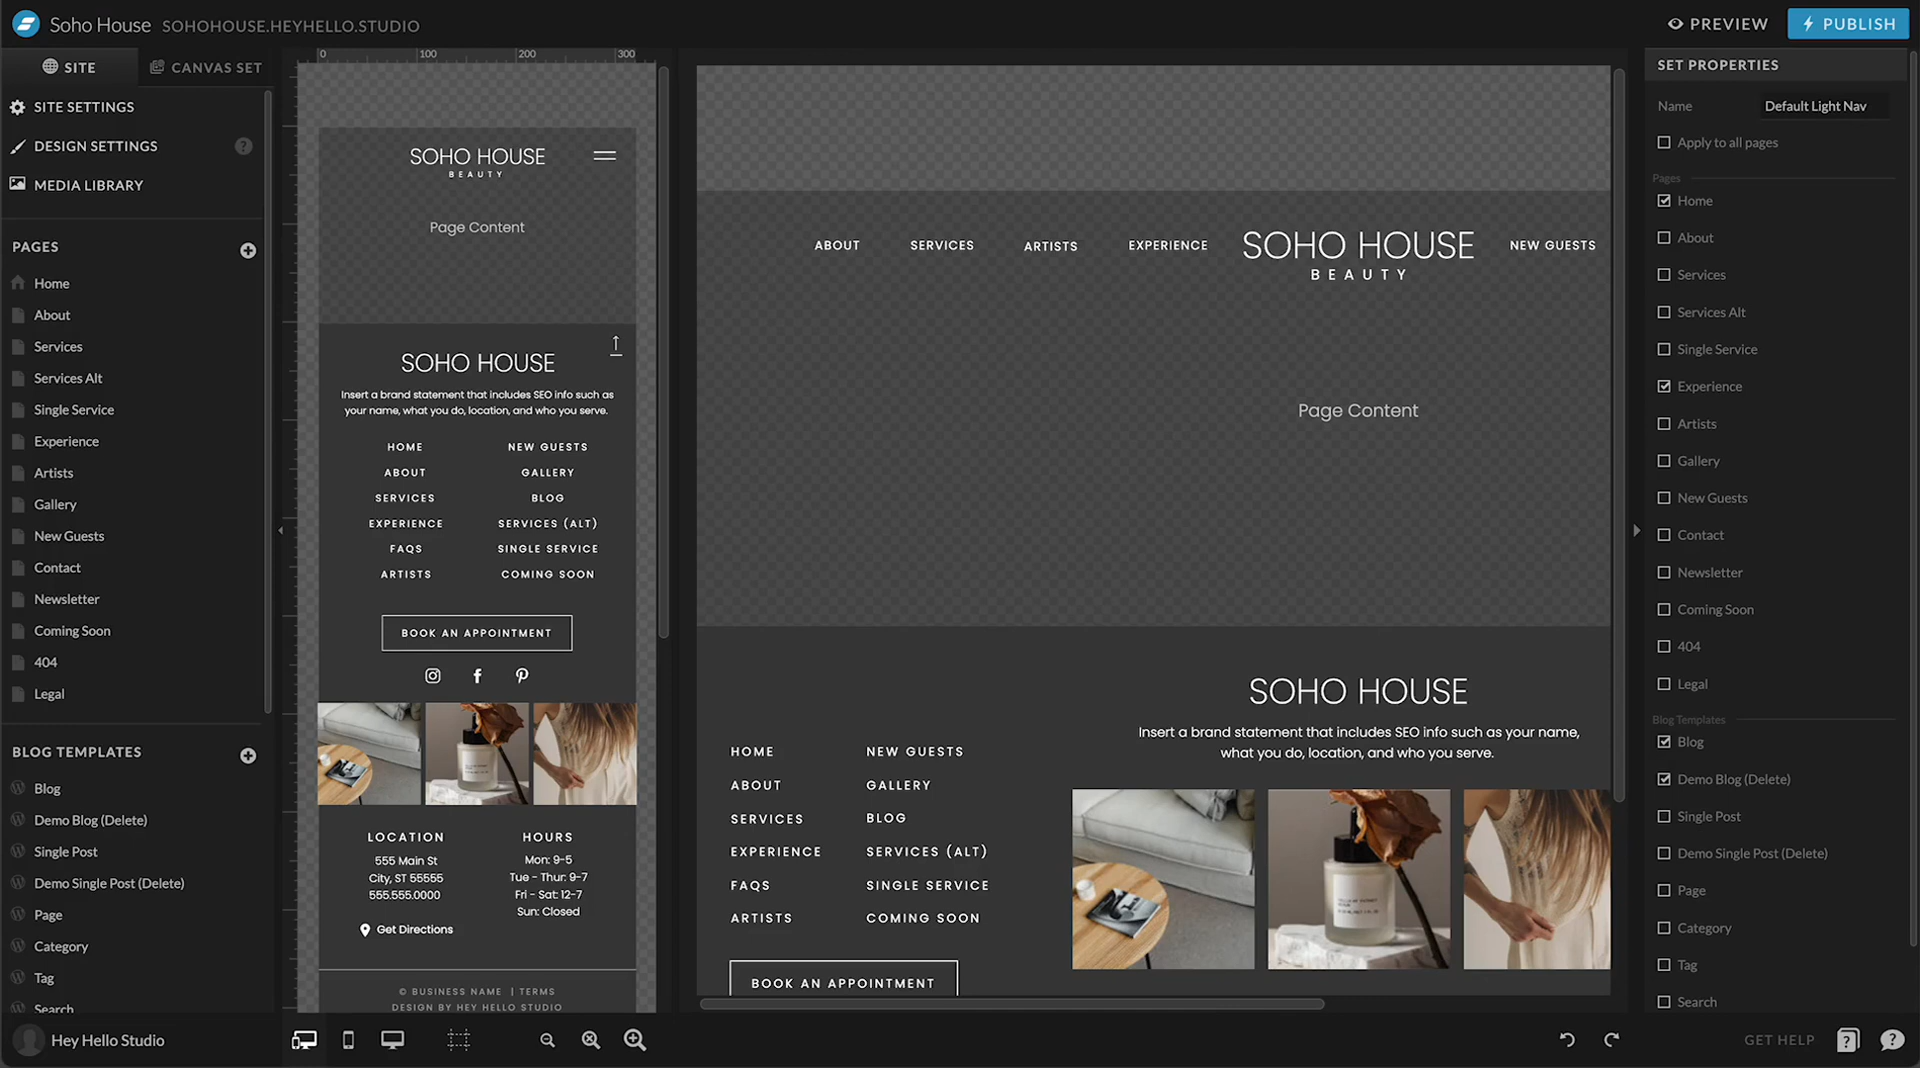 Soho House SOHOHOUSE.HEYHELLO.STUDIO
PREVIEW
PUBLISH
SITE
CANVAS SET
SITE SETTINGS
DESIGN SETTINGS ?
MEDIA LIBRARY
PAGES
Home
About
Services
Services Alt
Single Service
Experience
Artists
Gallery
New Guests
Contact
Newsletter
Coming Soon
404
Legal
BLOG TEMPLATES
Blog
Demo Blog (Delete)
Single Post
Demo Single Post (Delete)
Page
Category
Tag
Search
Hey Hello Studio
0 100 200 300
SOHO HOUSE
BEAUTY
Page Content
SOHO HOUSE
Insert a brand statement that includes SEO info such as
your name, what you do, location, and who you serve.
HOME NEW GUESTS
ABOUT GALLERY
SERVICES BLOG
EXPERIENCE SERVICES (ALT)
FAQS SINGLE SERVICE
ARTISTS COMING SOON
BOOK AN APPOINTMENT
LOCATION
555 Main St
City, ST 55555
555.555.0000
Get Directions
HOURS
Mon: 9-5
Tue - Thur: 9-7
Fri - Sat: 12-7
Sun: Closed
© BUSINESS NAME | TERMS
DESIGN BY HEY HELLO STUDIO
ABOUT SERVICES ARTISTS EXPERIENCE SOHO HOUSE NEW GUESTS
BEAUTY
Page Content
SOHO HOUSE
Insert a brand statement that includes SEO info such as your name,
what you do, location, and who you serve.
HOME NEW GUESTS
ABOUT GALLERY
SERVICES BLOG
EXPERIENCE SERVICES (ALT)
FAQS SINGLE SERVICE
ARTISTS COMING SOON
BOOK AN APPOINTMENT
SET PROPERTIES
Name Default Light Nav
Apply to all pages
Pages
Home
About
Services
Services Alt
Single Service
Experience
Artists
Gallery
New Guests
Contact
Newsletter
Coming Soon
404
Legal
Blog Templates
Blog
Demo Blog (Delete)
Single Post
Demo Single Post (Delete)
Page
Category
Tag
Search
GET HELP ? ?